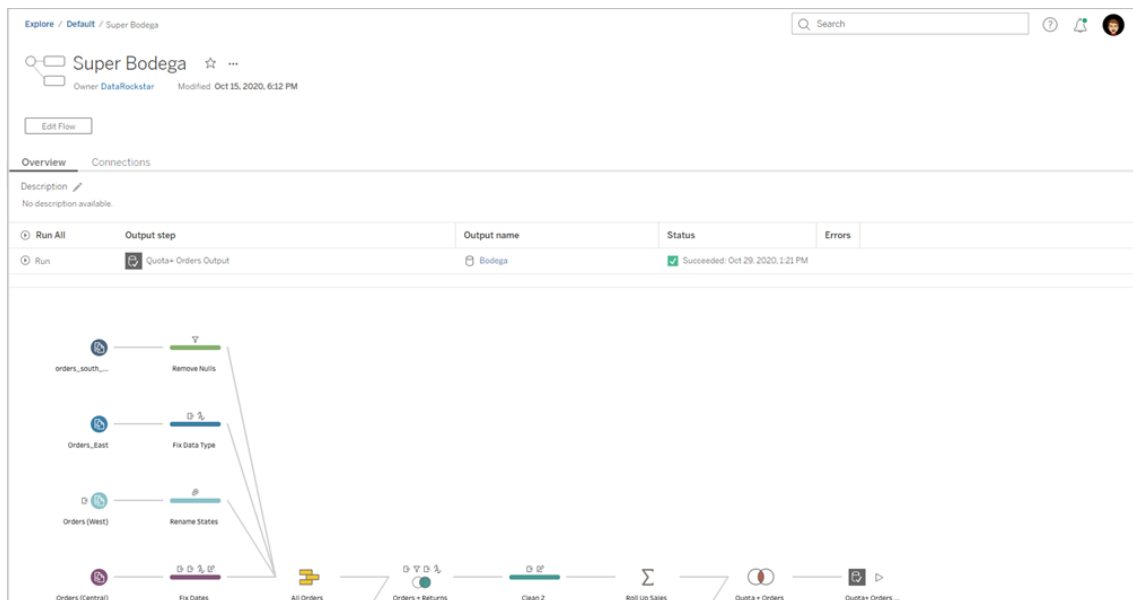 Explore / Default / Super Bodega
Search
Super Bodega
Owner DataRockstar Modified Oct 15, 2020, 6:12 PM
Edit Flow
Overview Connections
Description
No description available.
Run All Output step Output name Status Errors
Run Quota+ Orders Output Bodega Succeeded: Oct 29, 2020, 1:21 PM
orders_south_... Remove Nulls
Orders_East Fix Data Type
Orders (West) Rename States
Orders (Central) Fix Dates All Orders Orders + Returns Clean 2 Roll Up Sales Quota + Orders Quota+ Orders ...